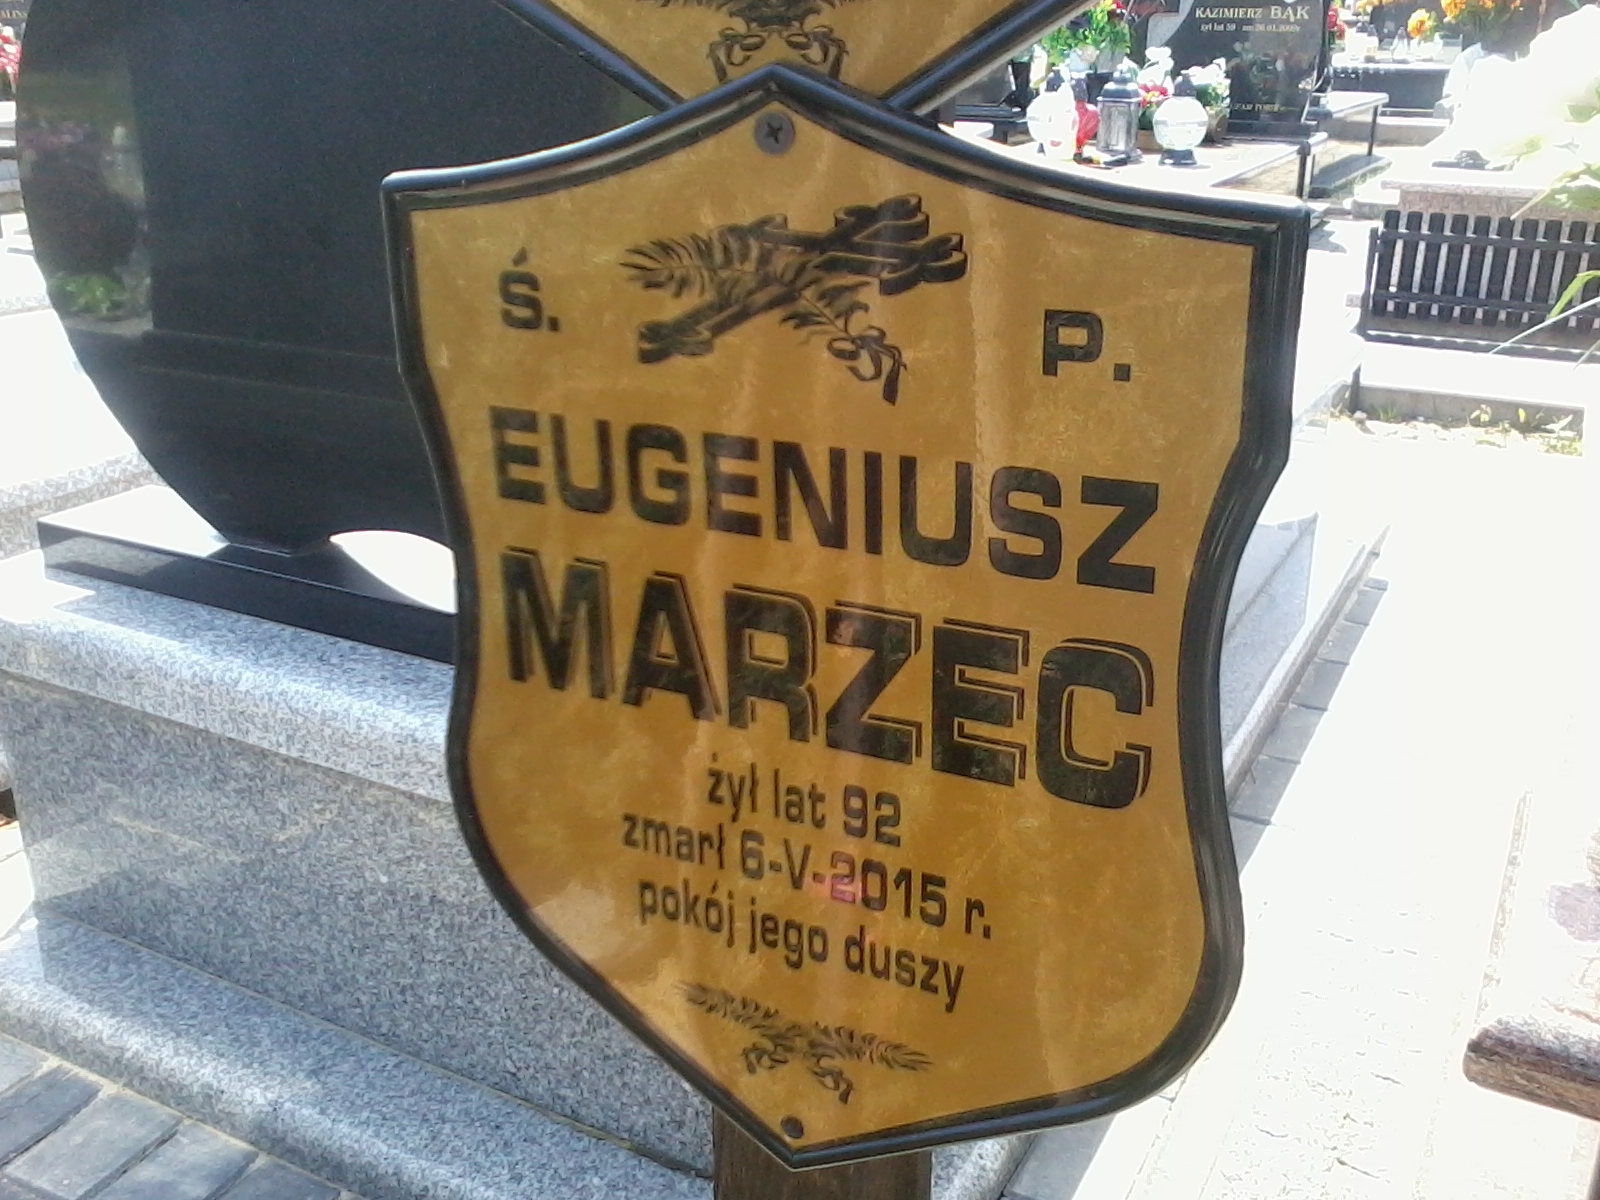 KAZIMIERZ BĄK
Ś. P.
EUGENIUSZ
MARZEC
żył lat 92
zmarł 6-V-2015 r.
pokój jego duszy